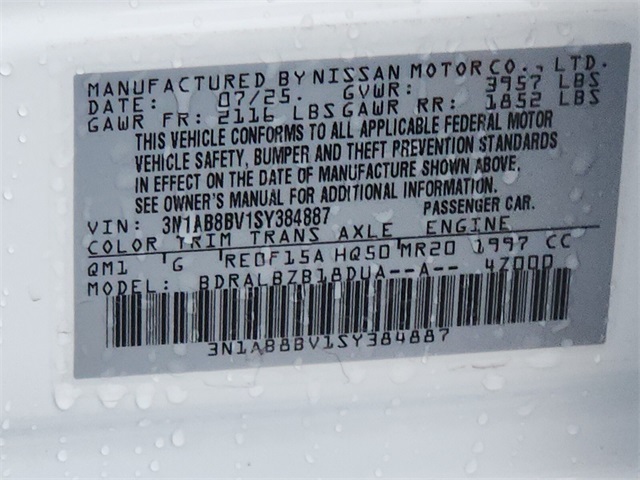 MANUFACTURED BY NISSAN MOTOR CO., LTD.
DATE: 07/25. GVWR: 3957 LBS
GAWR FR: 2116 LBS GAWR RR: 1852 LBS
THIS VEHICLE CONFORMS TO ALL APPLICABLE FEDERAL MOTOR
VEHICLE SAFETY, BUMPER AND THEFT PREVENTION STANDARDS
IN EFFECT ON THE DATE OF MANUFACTURE SHOWN ABOVE.
SEE OWNER'S MANUAL FOR ADDITIONAL INFORMATION.
VIN: 3N1AB8BV1SY384887 PASSENGER CAR.
COLOR TRIM TRANS AXLE ENGINE
QM1 G RE0F15A HQ50 MR20 1997 CC
MODEL: BDRALBZB18DUA--A-- 4Z000
3N1AB8BV1SY384887